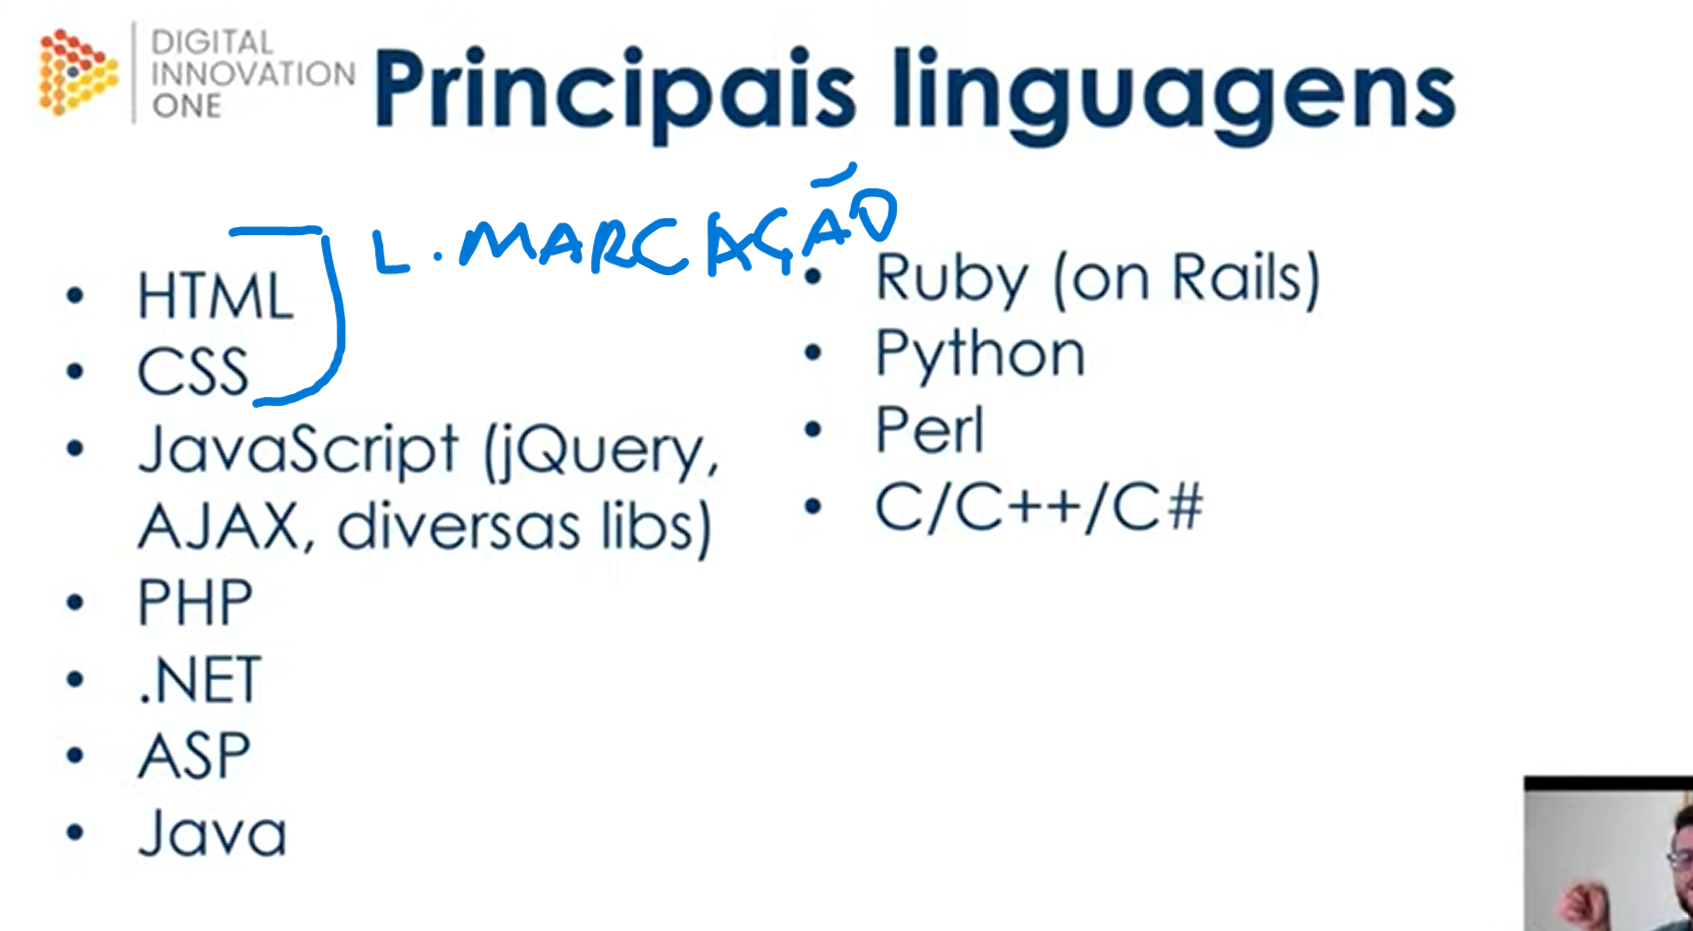 DIGITAL
INNOVATION
ONE
Principais linguagens
L. MARCAÇÃO
• HTML
• CSS
• JavaScript (jQuery,
AJAX, diversas libs)
• PHP
• .NET
• ASP
• Java
• Ruby (on Rails)
• Python
• Perl
• C/C++/C#